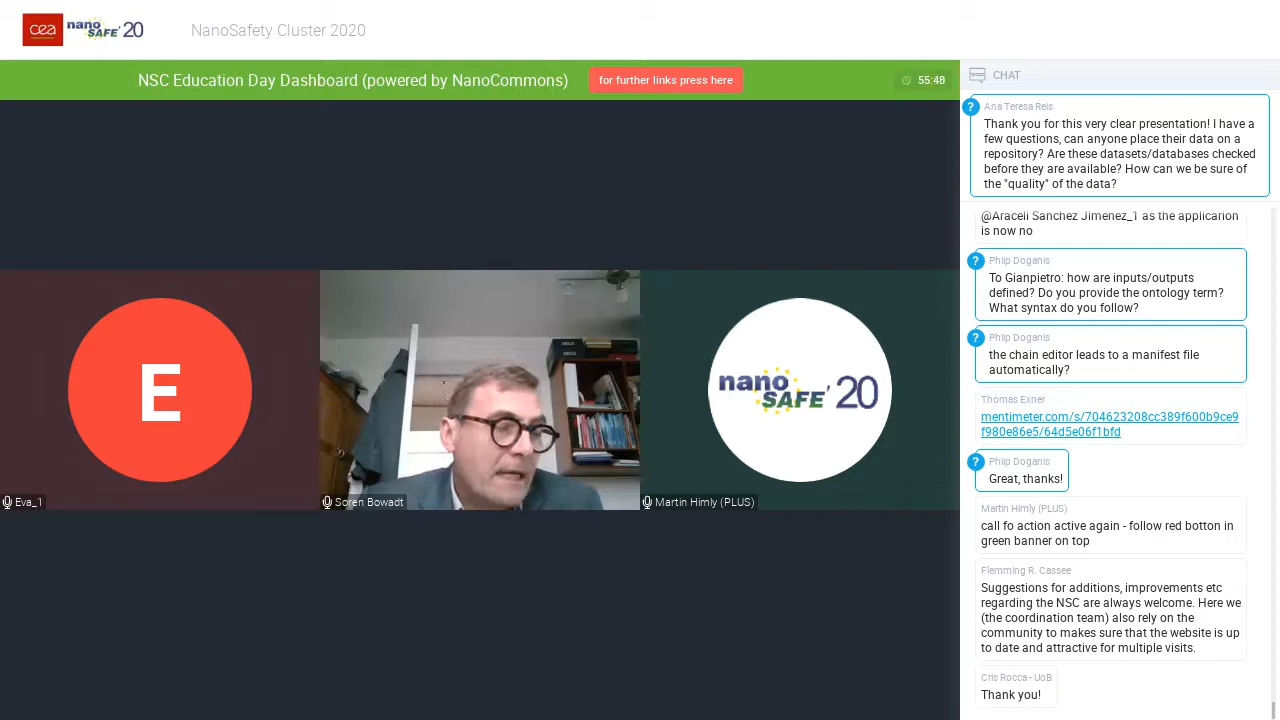 cea nano SAFE' 20
NanoSafety Cluster 2020
NSC Education Day Dashboard (powered by NanoCommons)
for further links press here
55:48
CHAT
? Ana Teresa Reis
Thank you for this very clear presentation! I have a
few questions, can anyone place their data on a
repository? Are these datasets/databases checked
before they are available? How can we be sure of
the "quality" of the data?
@Araceli Sanchez Jimenez_1 as the applicarion
is now no
? Philp Doganis
To Gianpietro: how are inputs/outputs
defined? Do you provide the ontology term?
What syntax do you follow?
? Philp Doganis
the chain editor leads to a manifest file
automatically?
Thomas Exner
mentimeter.com/s/704623208cc389f600b9ce9
f980e86e5/64d5e06f1bfd
? Philp Doganis
Great, thanks!
Martin Himly (PLUS)
call fo action active again - follow red botton in
green banner on top
Flemming R. Cassee
Suggestions for additions, improvements etc
regarding the NSC are always welcome. Here we
(the coordination team) also rely on the
community to makes sure that the website is up
to date and attractive for multiple visits.
Cris Rocca - UoB
Thank you!
E
Eva_1
Soren Bowadt
nano SAFE' 20
Martin Himly (PLUS)